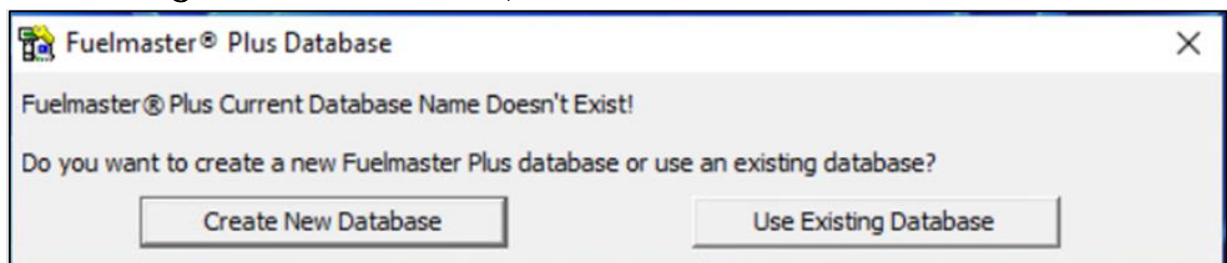 Fuelmaster® Plus Database
Fuelmaster® Plus Current Database Name Doesn't Exist!
Do you want to create a new Fuelmaster Plus database or use an existing database?
Create New Database
Use Existing Database